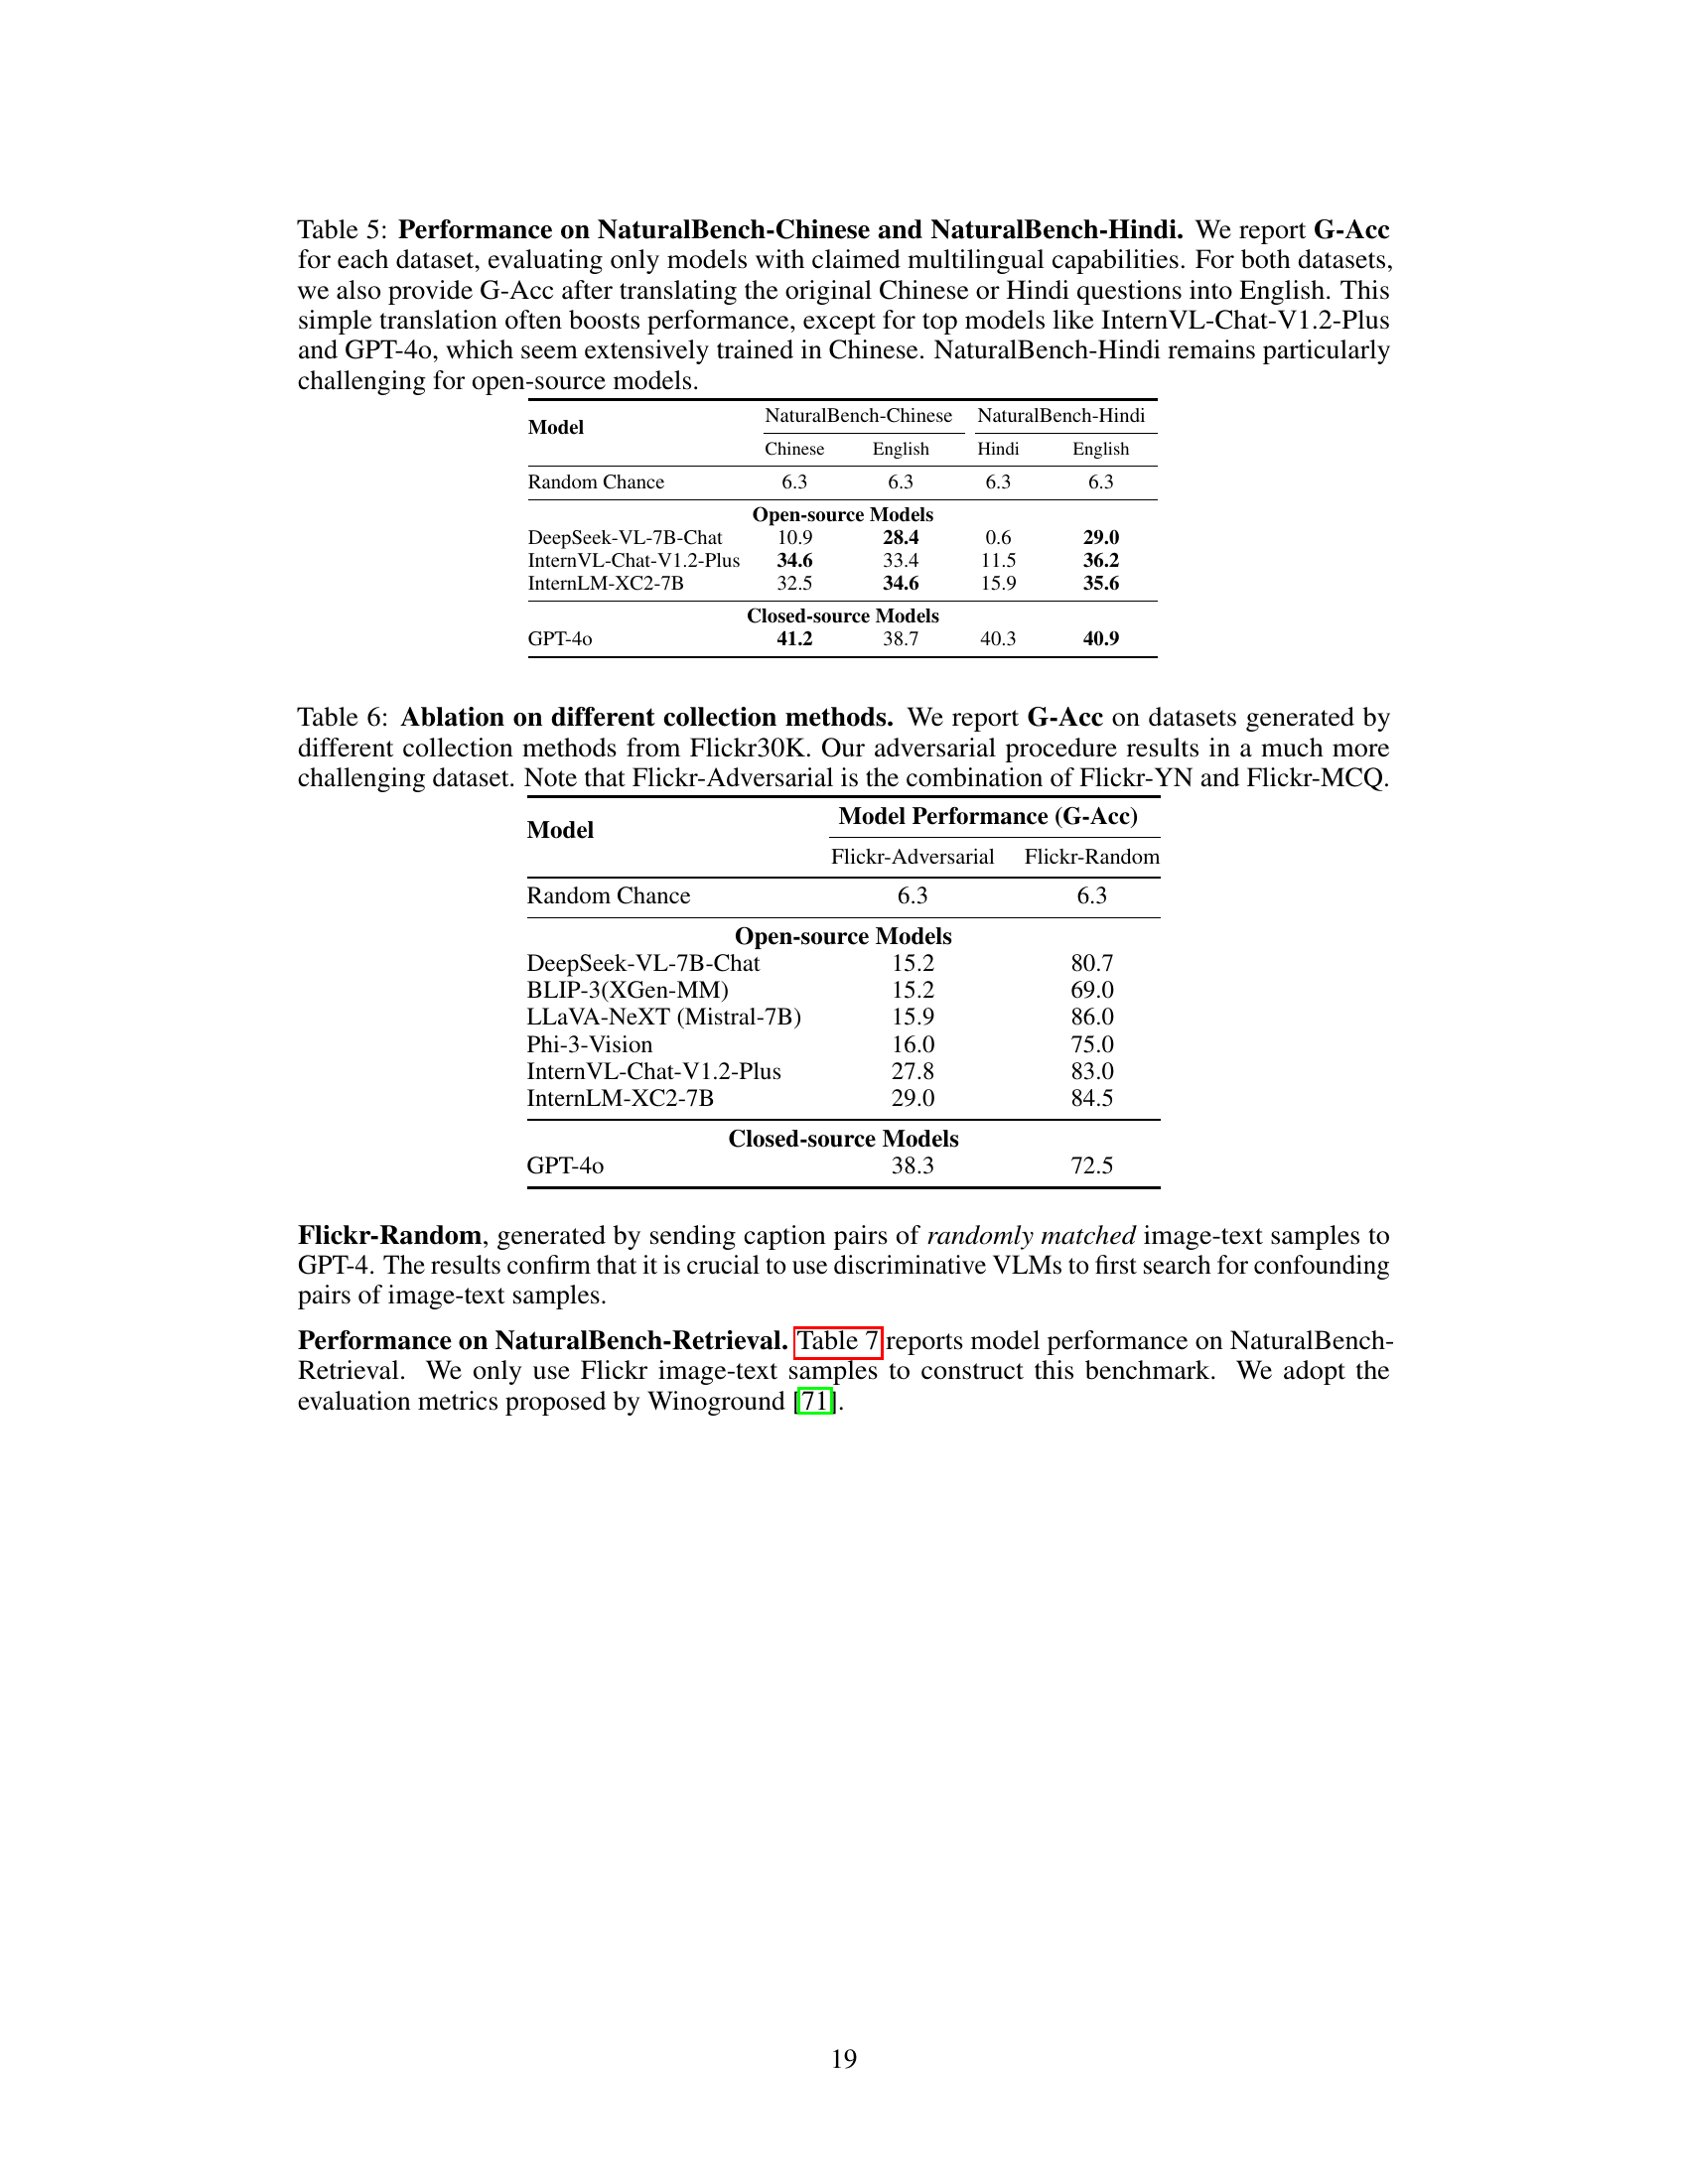 Table 5: Performance on NaturalBench-Chinese and NaturalBench-Hindi. We report G-Acc
for each dataset, evaluating only models with claimed multilingual capabilities. For both datasets,
we also provide G-Acc after translating the original Chinese or Hindi questions into English. This
simple translation often boosts performance, except for top models like InternVL-Chat-V1.2-Plus
and GPT-4o, which seem extensively trained in Chinese. NaturalBench-Hindi remains particularly
challenging for open-source models.
Model NaturalBench-Chinese NaturalBench-Hindi
Chinese English Hindi English
Random Chance 6.3 6.3 6.3 6.3
Open-source Models
DeepSeek-VL-7B-Chat 10.9 28.4 0.6 29.0
InternVL-Chat-V1.2-Plus 34.6 33.4 11.5 36.2
InternLM-XC2-7B 32.5 34.6 15.9 35.6
Closed-source Models
GPT-4o 41.2 38.7 40.3 40.9
Table 6: Ablation on different collection methods. We report G-Acc on datasets generated by
different collection methods from Flickr30K. Our adversarial procedure results in a much more
challenging dataset. Note that Flickr-Adversarial is the combination of Flickr-YN and Flickr-MCQ.
Model Model Performance (G-Acc)
Flickr-Adversarial Flickr-Random
Random Chance 6.3 6.3
Open-source Models
DeepSeek-VL-7B-Chat 15.2 80.7
BLIP-3(XGen-MM) 15.2 69.0
LLaVA-NeXT (Mistral-7B) 15.9 86.0
Phi-3-Vision 16.0 75.0
InternVL-Chat-V1.2-Plus 27.8 83.0
InternLM-XC2-7B 29.0 84.5
Closed-source Models
GPT-4o 38.3 72.5
Flickr-Random, generated by sending caption pairs of randomly matched image-text samples to
GPT-4. The results confirm that it is crucial to use discriminative VLMs to first search for confounding
pairs of image-text samples.
Performance on NaturalBench-Retrieval. Table 7 reports model performance on NaturalBench-
Retrieval. We only use Flickr image-text samples to construct this benchmark. We adopt the
evaluation metrics proposed by Winoground [71].
19